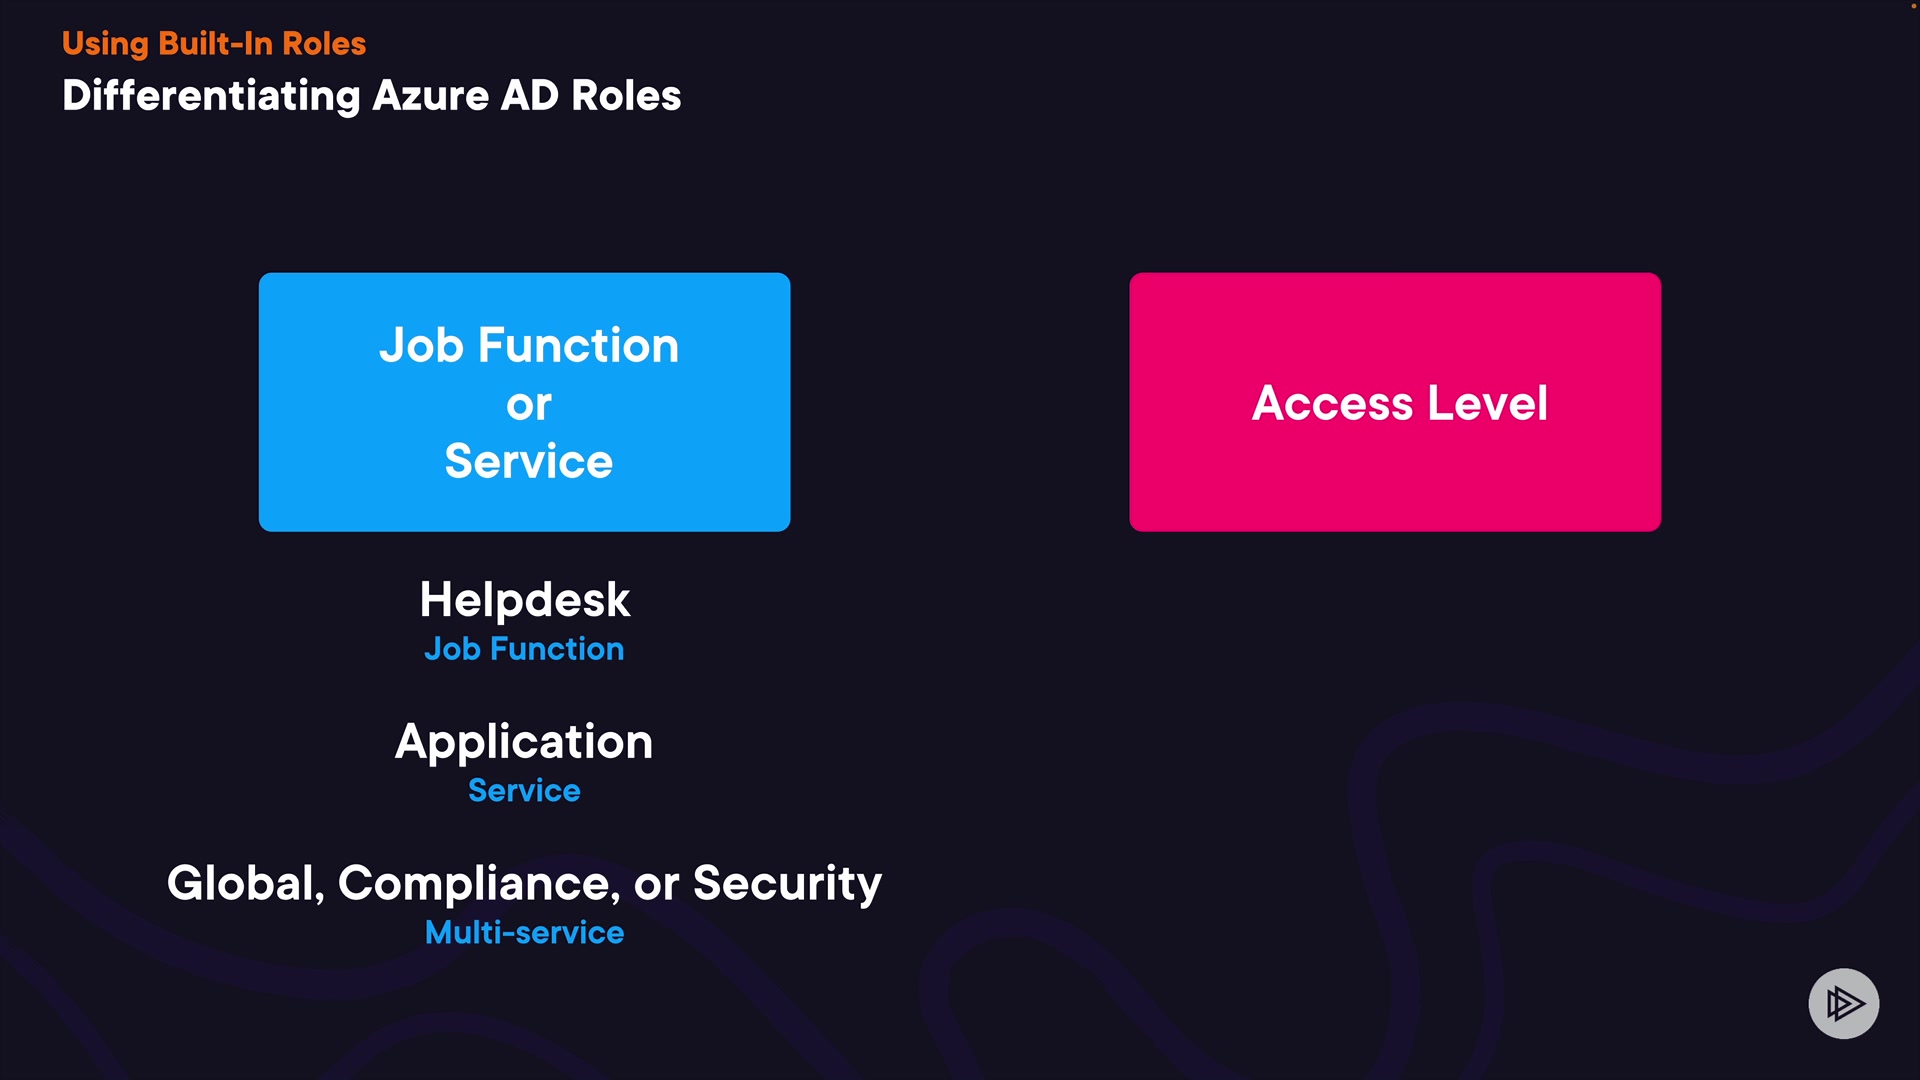 Using Built-In Roles
Differentiating Azure AD Roles
Job Function
or
Service
Access Level
Helpdesk
Job Function
Application
Service
Global, Compliance, or Security
Multi-service